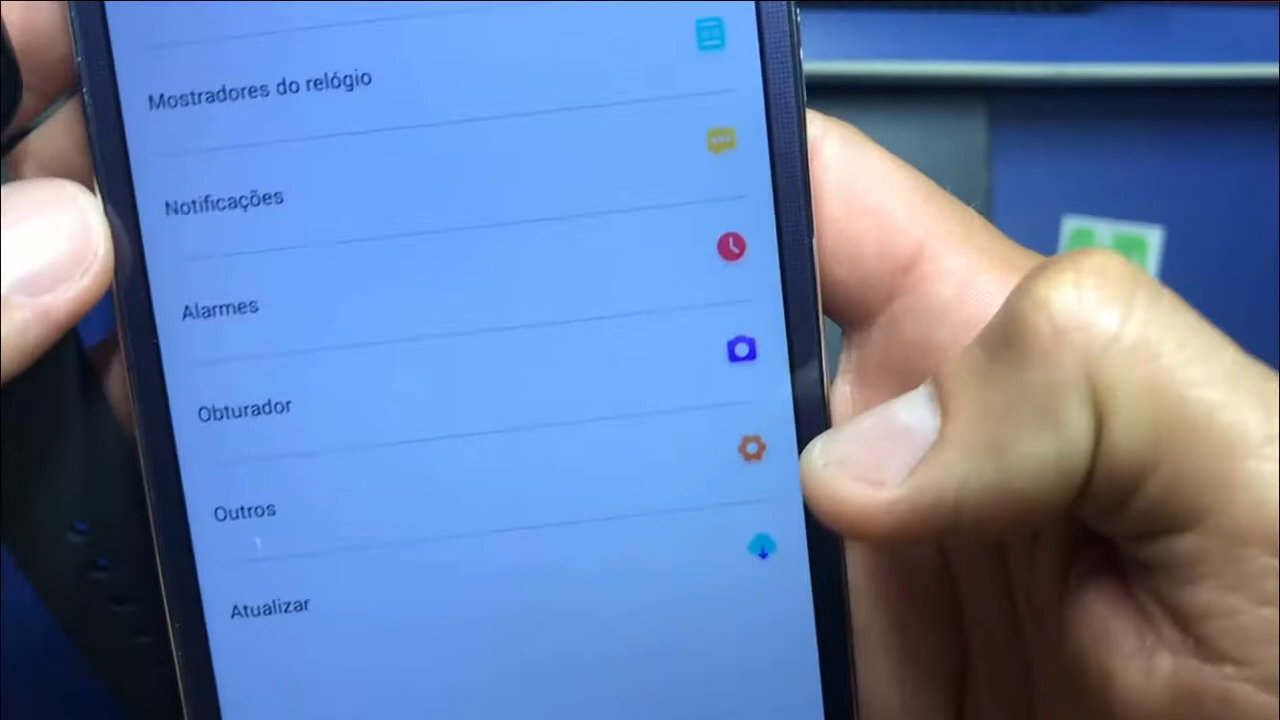 Mostradores do relógio
Notificações
Alarmes
Obturador
Outros
Atualizar